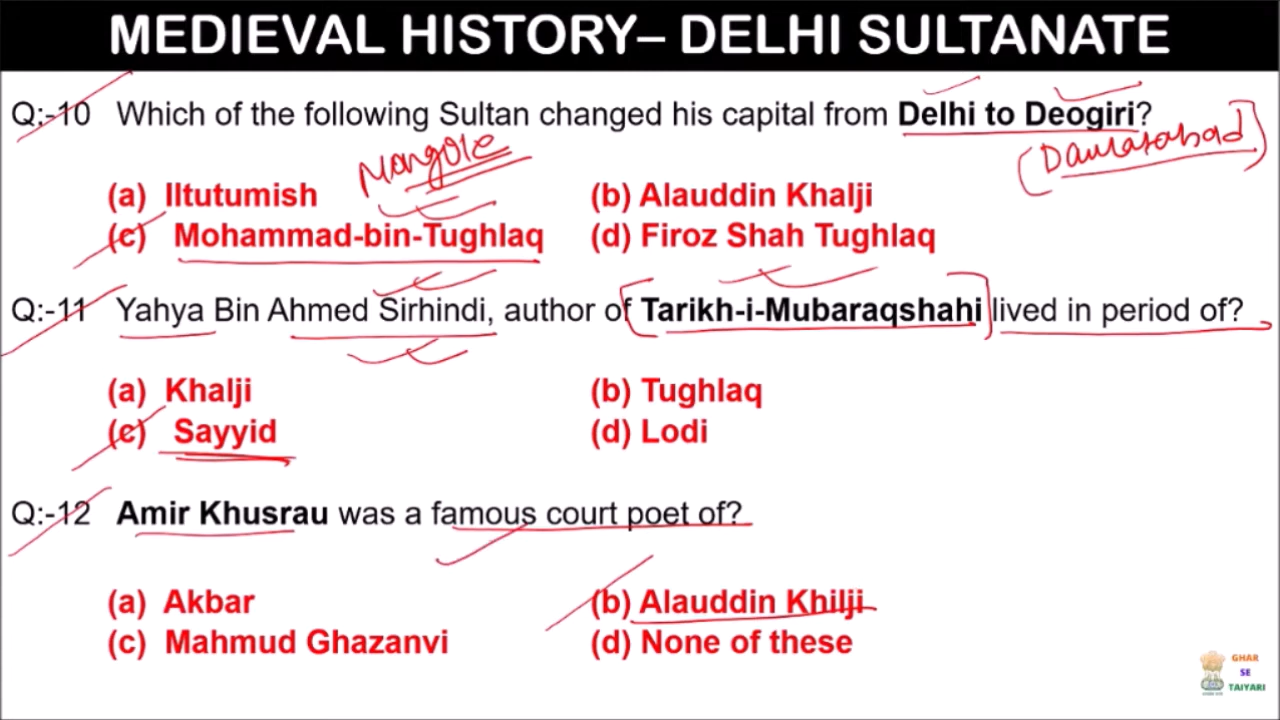 MEDIEVAL HISTORY– DELHI SULTANATE
Q:-10 Which of the following Sultan changed his capital from Delhi to Deogiri?
(Daulatabad)
Mongols
(a) Iltutumish (b) Alauddin Khalji
(c) Mohammad-bin-Tughlaq (d) Firoz Shah Tughlaq
Q:-11 Yahya Bin Ahmed Sirhindi, author of Tarikh-i-Mubaraqshahi lived in period of?
(a) Khalji (b) Tughlaq
(c) Sayyid (d) Lodi
Q:-12 Amir Khusrau was a famous court poet of?
(a) Akbar (b) Alauddin Khilji
(c) Mahmud Ghazanvi (d) None of these
GHAR
SE
TAIYARI